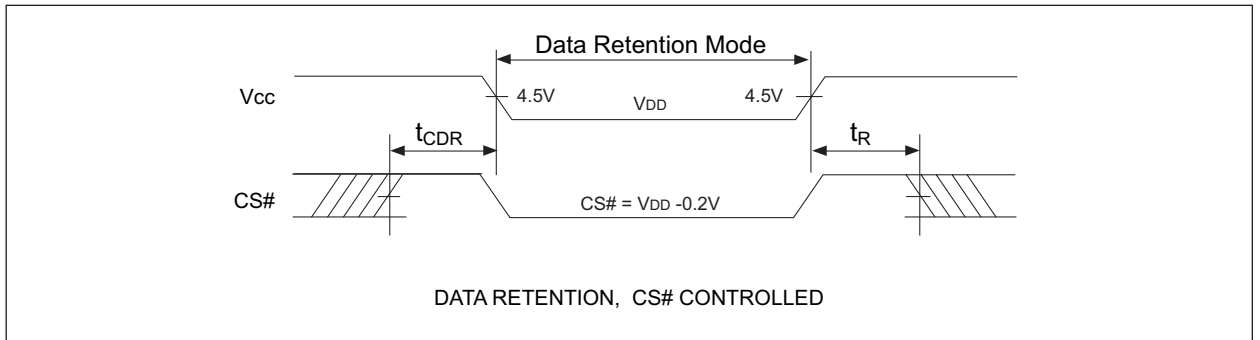 Data Retention Mode
Vcc
4.5V
VDD
4.5V
tCDR
tR
CS#
CS# = VDD -0.2V
DATA RETENTION, CS# CONTROLLED